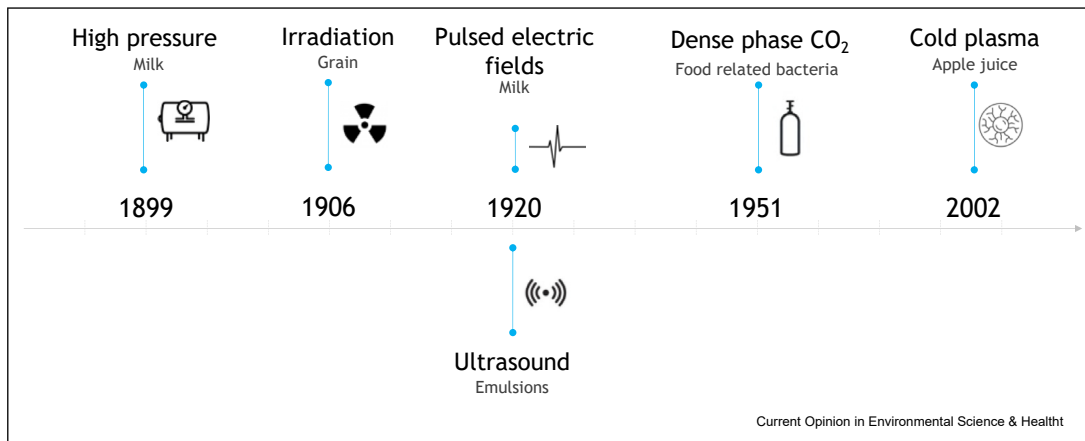 High pressure
Milk
Irradiation
Grain
Pulsed electric
fields
Milk
Dense phase CO₂
Food related bacteria
Cold plasma
Apple juice
1899
1906
1920
1951
2002
Ultrasound
Emulsions
Current Opinion in Environmental Science & Healtht